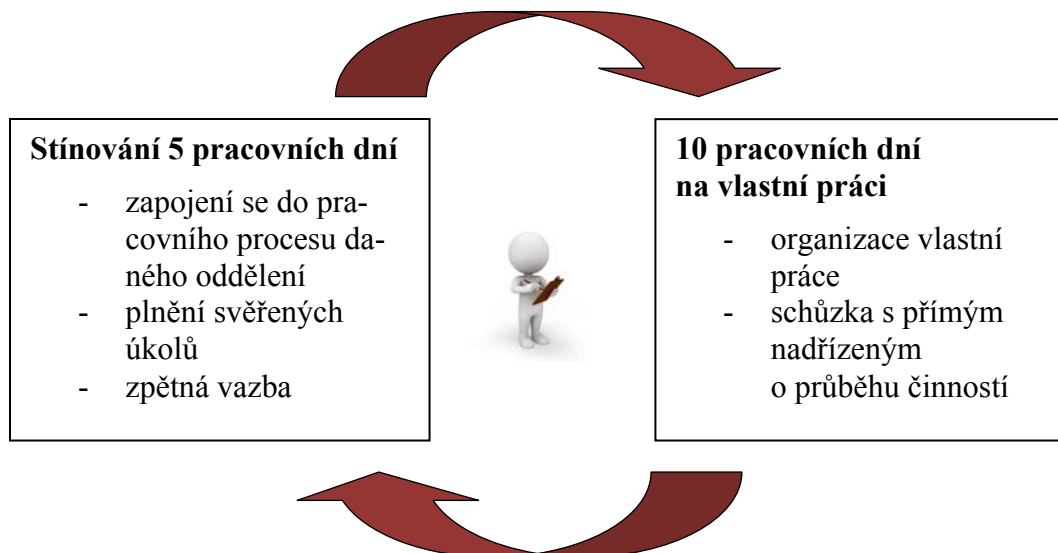 Stínování 5 pracovních dní
- zapojení se do pra-
covního procesu da-
ného oddělení
- plnění svěřených
úkolů
- zpětná vazba
10 pracovních dní
na vlastní práci
- organizace vlastní
práce
- schůzka s přímým
nadřízeným
o průběhu činností